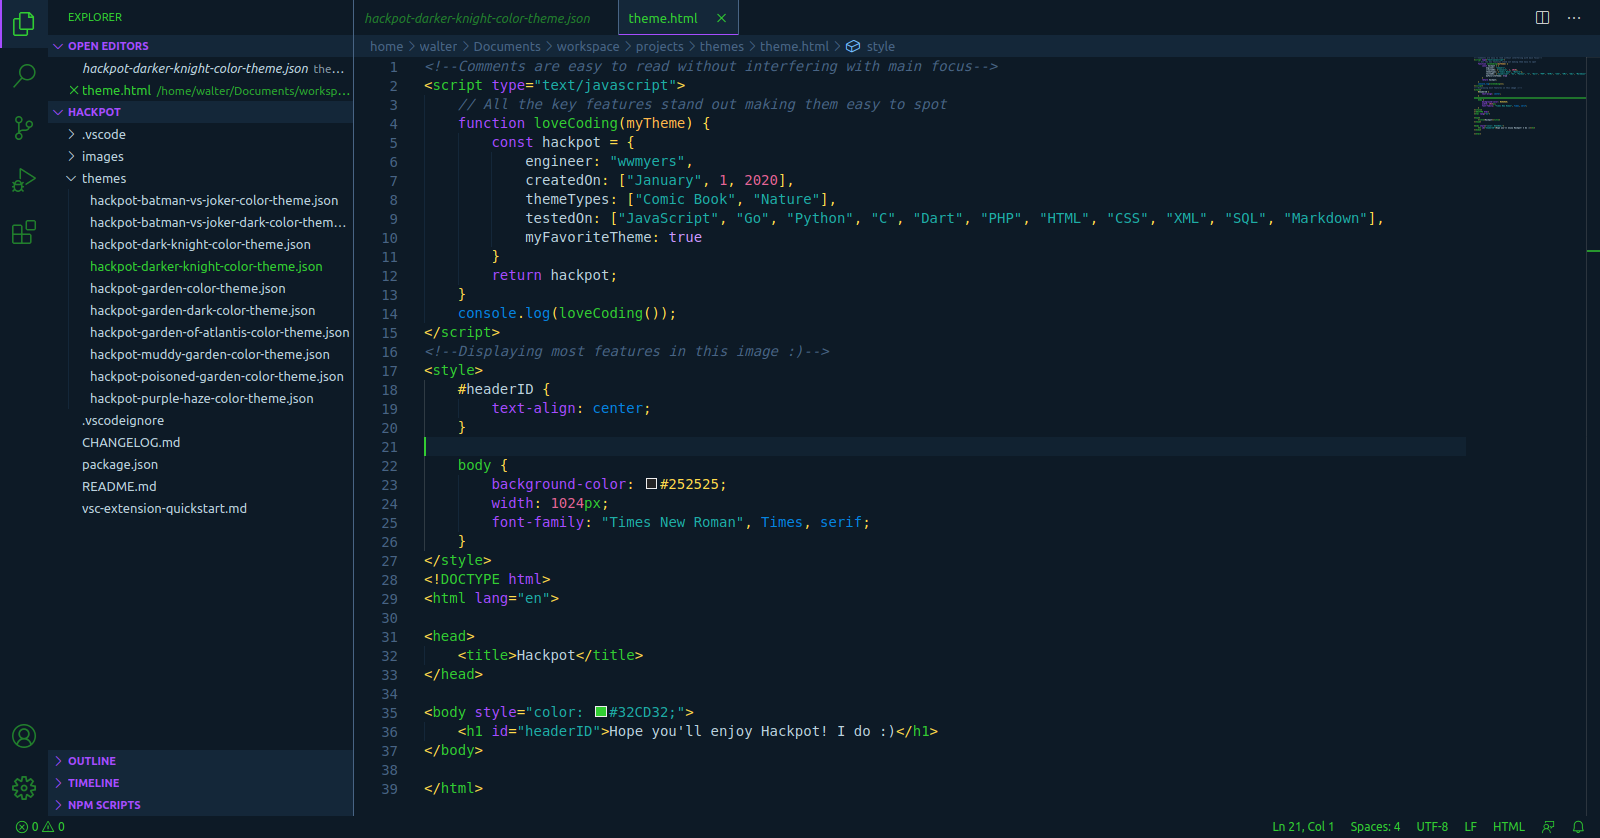 EXPLORER
OPEN EDITORS
hackpot-darker-knight-color-theme.json the...
theme.html /home/walter/Documents/worksp...
HACKPOT
.vscode
images
themes
hackpot-batman-vs-joker-color-theme.json
hackpot-batman-vs-joker-dark-color-them...
hackpot-dark-knight-color-theme.json
hackpot-darker-knight-color-theme.json
hackpot-garden-color-theme.json
hackpot-garden-dark-color-theme.json
hackpot-garden-of-atlantis-color-theme.json
hackpot-muddy-garden-color-theme.json
hackpot-poisoned-garden-color-theme.json
hackpot-purple-haze-color-theme.json
.vscodeignore
CHANGELOG.md
package.json
README.md
vsc-extension-quickstart.md
OUTLINE
TIMELINE
NPM SCRIPTS
hackpot-darker-knight-color-theme.json theme.html
home > walter > Documents > workspace > projects > themes > theme.html > style
1 <!--Comments are easy to read without interfering with main focus-->
2 <script type="text/javascript">
3 // All the key features stand out making them easy to spot
4 function loveCoding(myTheme) {
5 const hackpot = {
6 engineer: "wwmyers",
7 createdOn: ["January", 1, 2020],
8 themeTypes: ["Comic Book", "Nature"],
9 testedOn: ["JavaScript", "Go", "Python", "C", "Dart", "PHP", "HTML", "CSS", "XML", "SQL", "Markdown"],
10 myFavoriteTheme: true
11 }
12 return hackpot;
13 }
14 console.log(loveCoding());
15 </script>
16 <!--Displaying most features in this image :)-->
17 <style>
18 #headerID {
19 text-align: center;
20 }
21
22 body {
23 background-color: #252525;
24 width: 1024px;
25 font-family: "Times New Roman", Times, serif;
26 }
27 </style>
28 <!DOCTYPE html>
29 <html lang="en">
30
31 <head>
32 <title>Hackpot</title>
33 </head>
34
35 <body style="color: #32CD32;">
36 <h1 id="headerID">Hope you'll enjoy Hackpot! I do :)</h1>
37 </body>
38
39 </html>
0 0 Ln 21, Col 1 Spaces: 4 UTF-8 LF HTML